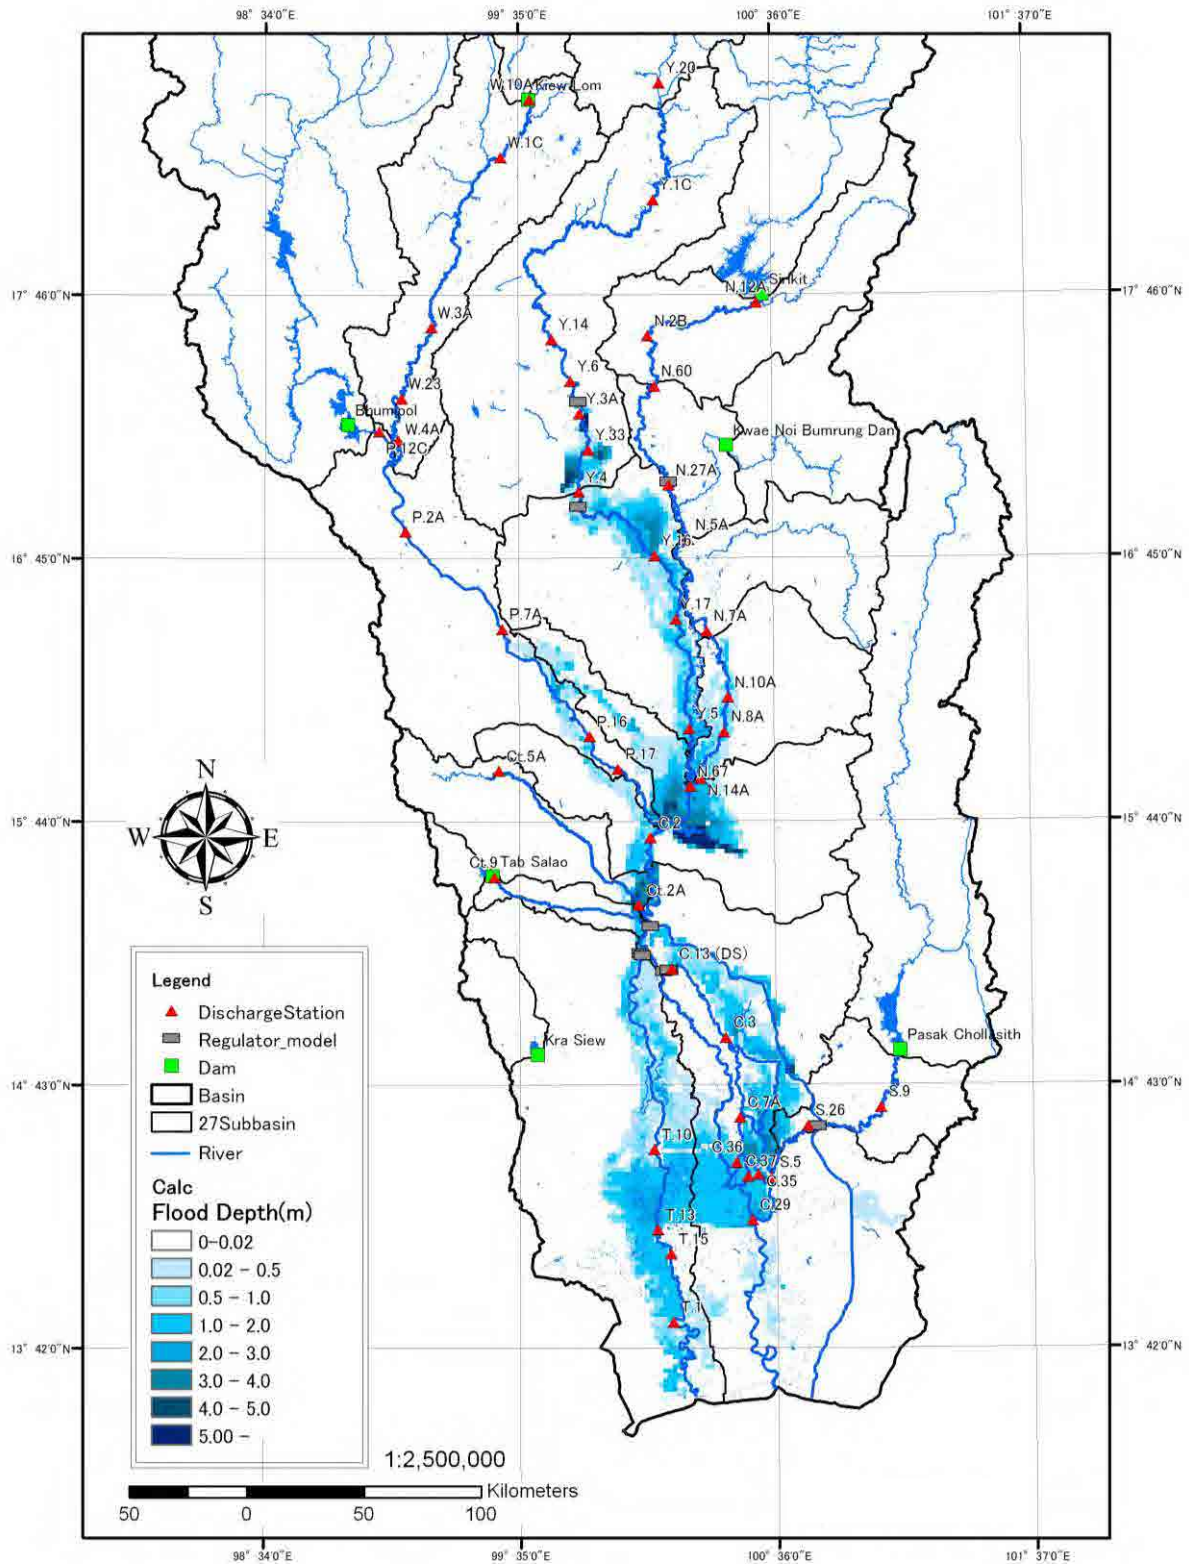 98° 34'0"E
99° 35'0"E
100° 36'0"E
101° 37'0"E
Y.20
W.10A
Kiew Lom
W.1C
Y.1C
Sirikit
N.12A
17° 46'0"N
17° 46'0"N
W.3A
Y.14
N.2B
Y.6
N.60
W.23
Y.3A
Bhumipol
W.4A
Y.33
Kwae Noi Bumrung Dan
P.12C
Y.4
N.27A
P.2A
N.5A
Y.16
16° 45'0"N
16° 45'0"N
P.7A
Y.17
N.7A
N.10A
P.16
Y.5
N.8A
Ct.5A
P.17
N.67
N.14A
N
W
E
S
15° 44'0"N
15° 44'0"N
C.2
Ct.9
Tab Salao
Ct.2A
C.13 (DS)
C.3
Kra Siew
Pasak Chollasith
14° 43'0"N
14° 43'0"N
C.7A
S.26
S.9
T.10
C.36
C.37
S.5
C.35
T.13
C.29
T.15
T.1
13° 42'0"N
13° 42'0"N
Legend
DischargeStation
Regulator_model
Dam
Basin
27Subbasin
River
Calc
Flood Depth(m)
0-0.02
0.02 - 0.5
0.5 - 1.0
1.0 - 2.0
2.0 - 3.0
3.0 - 4.0
4.0 - 5.0
5.00 -
1:2,500,000
Kilometers
50
0
50
100
98° 34'0"E
99° 35'0"E
100° 36'0"E
101° 37'0"E